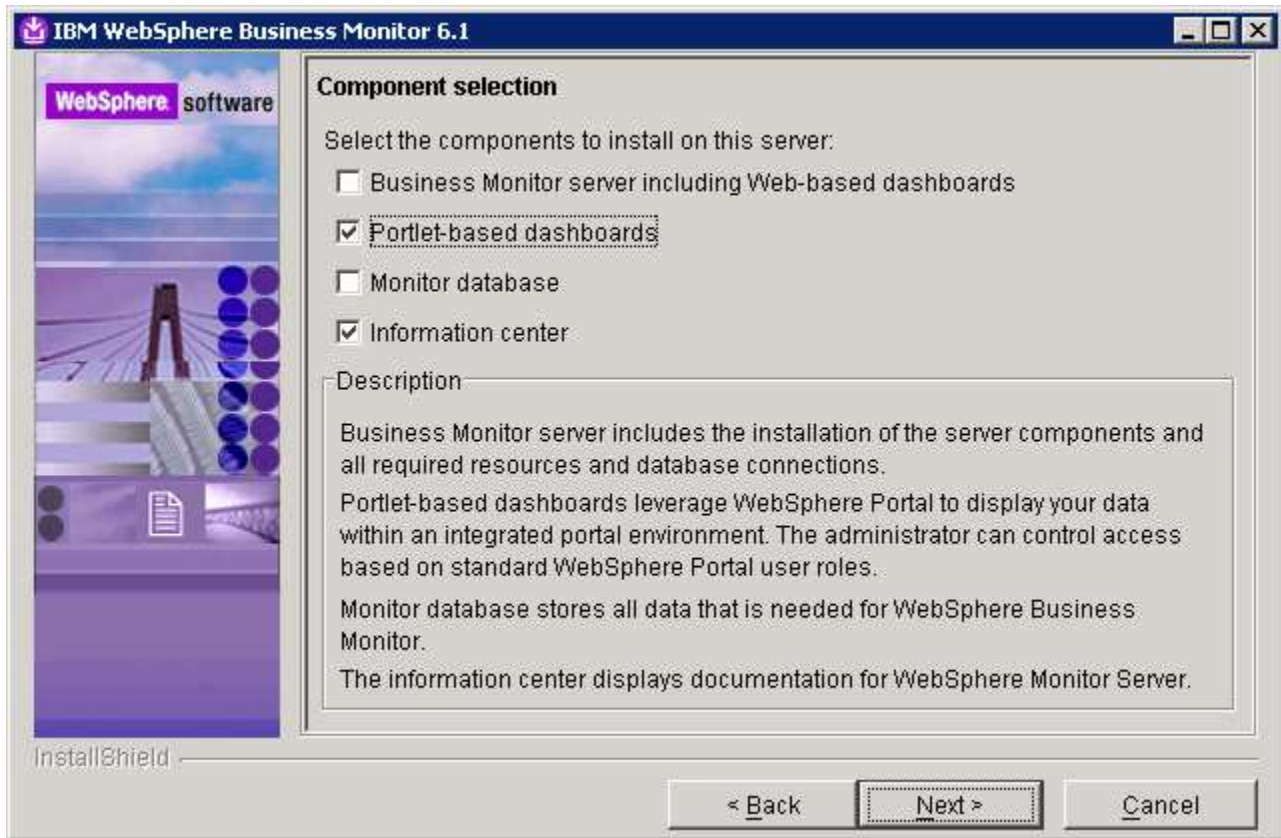 IBM WebSphere Business Monitor 6.1
WebSphere software
Component selection
Select the components to install on this server:
Business Monitor server including Web-based dashboards
Portlet-based dashboards
Monitor database
Information center
Description
Business Monitor server includes the installation of the server components and
all required resources and database connections.
Portlet-based dashboards leverage WebSphere Portal to display your data
within an integrated portal environment. The administrator can control access
based on standard WebSphere Portal user roles.
Monitor database stores all data that is needed for WebSphere Business
Monitor.
The information center displays documentation for WebSphere Monitor Server.
InstallShield
< Back
Next >
Cancel